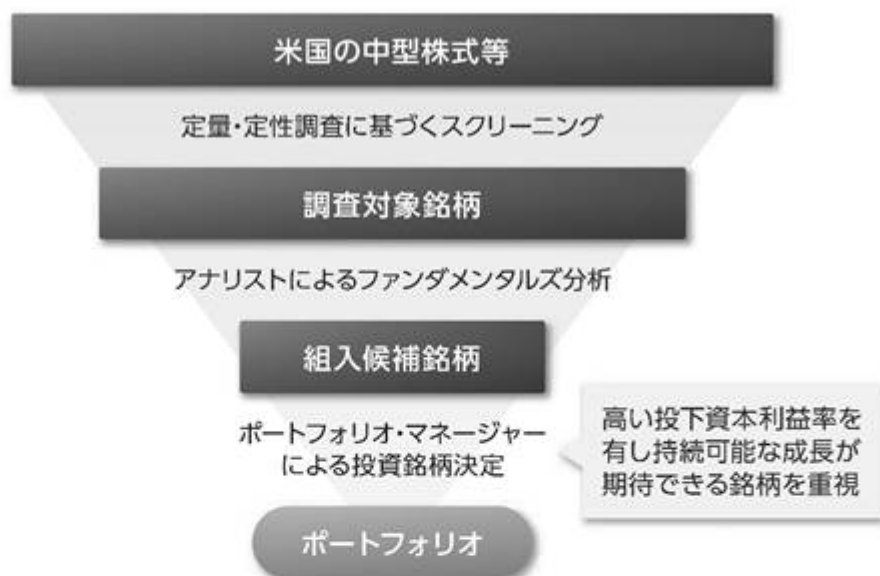 米国の中型株式等
定量・定性調査に基づくスクリーニング
調査対象銘柄
アナリストによるファンダメンタルズ分析
組入候補銘柄
ポートフォリオ・マネージャー
による投資銘柄決定
高い投下資本利益率を
有し持続可能な成長が
期待できる銘柄を重視
ポートフォリオ